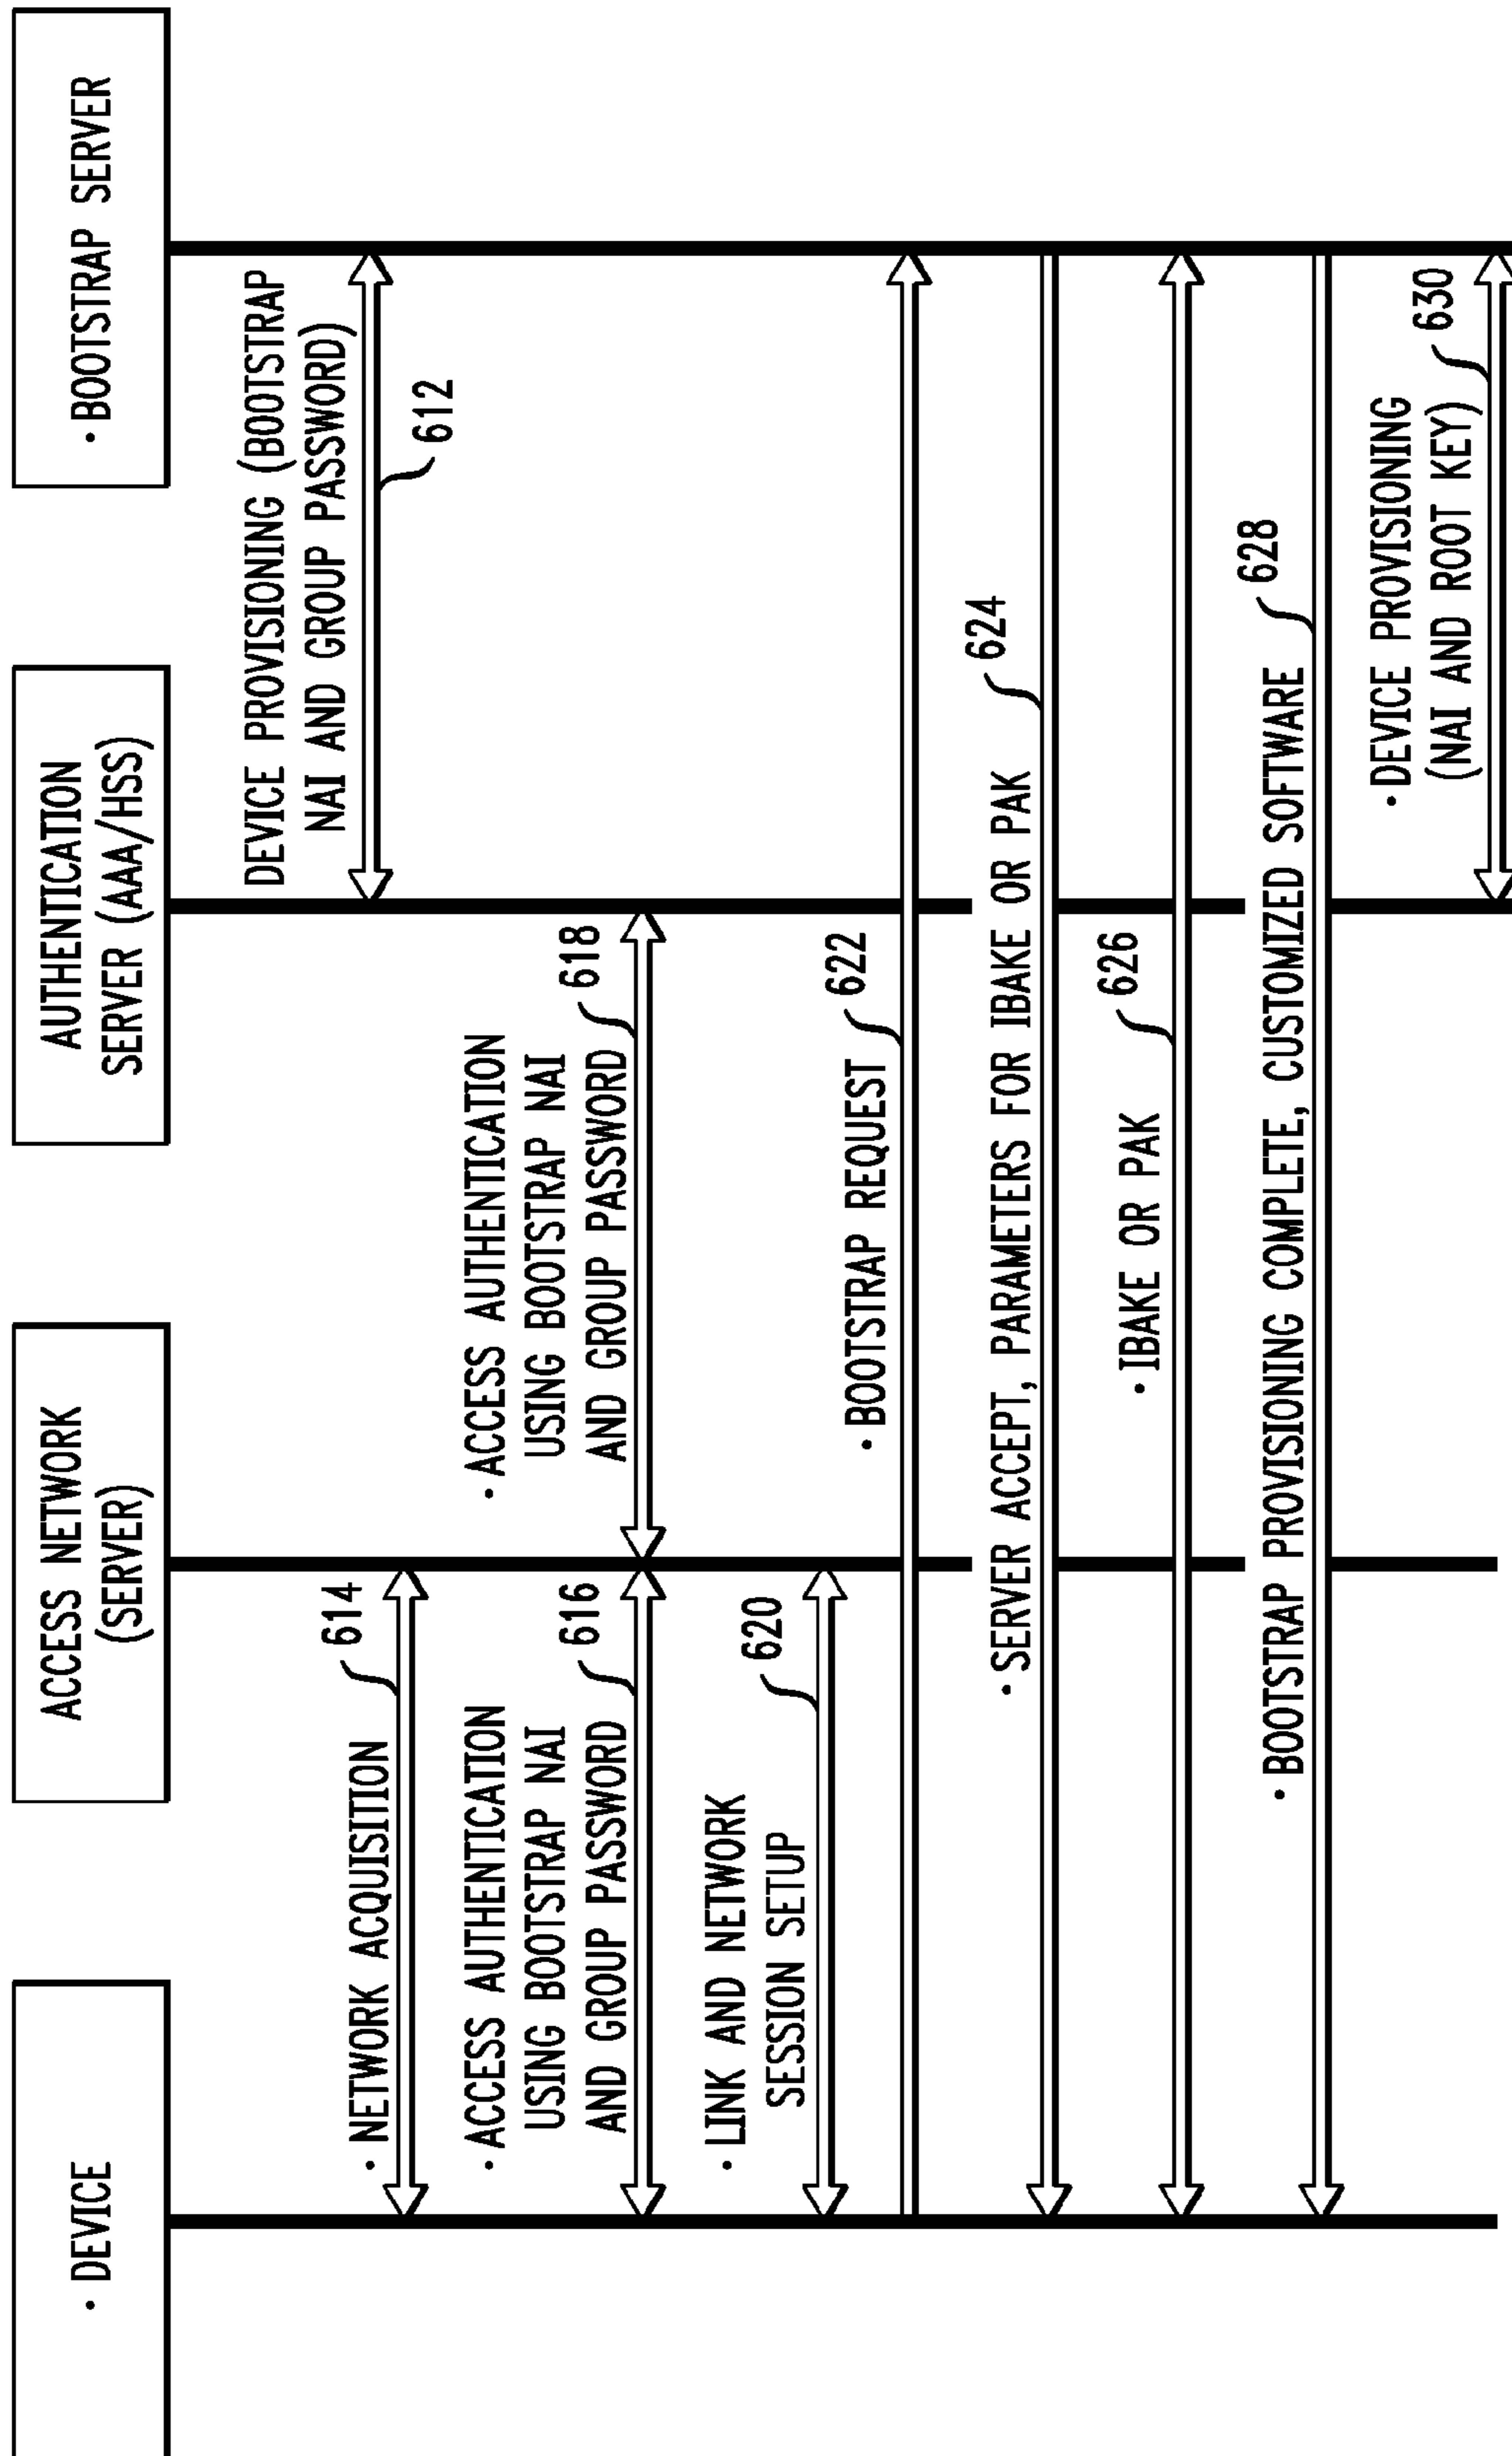 · DEVICE
ACCESS NETWORK
(SERVER)
AUTHENTICATION
SERVER (AAA/HSS)
· BOOTSTRAP SERVER
DEVICE PROVISIONING (BOOTSTRAP
NAI AND GROUP PASSWORD)
612
· NETWORK ACQUISITION
614
· ACCESS AUTHENTICATION
USING BOOTSTRAP NAI
AND GROUP PASSWORD
616
· ACCESS AUTHENTICATION
USING BOOTSTRAP NAI
AND GROUP PASSWORD
618
· LINK AND NETWORK
SESSION SETUP
620
· BOOTSTRAP REQUEST
622
· SERVER ACCEPT, PARAMETERS FOR IBAKE OR PAK
624
· IBAKE OR PAK
626
· BOOTSTRAP PROVISIONING COMPLETE, CUSTOMIZED SOFTWARE
628
· DEVICE PROVISIONING
(NAI AND ROOT KEY)
630